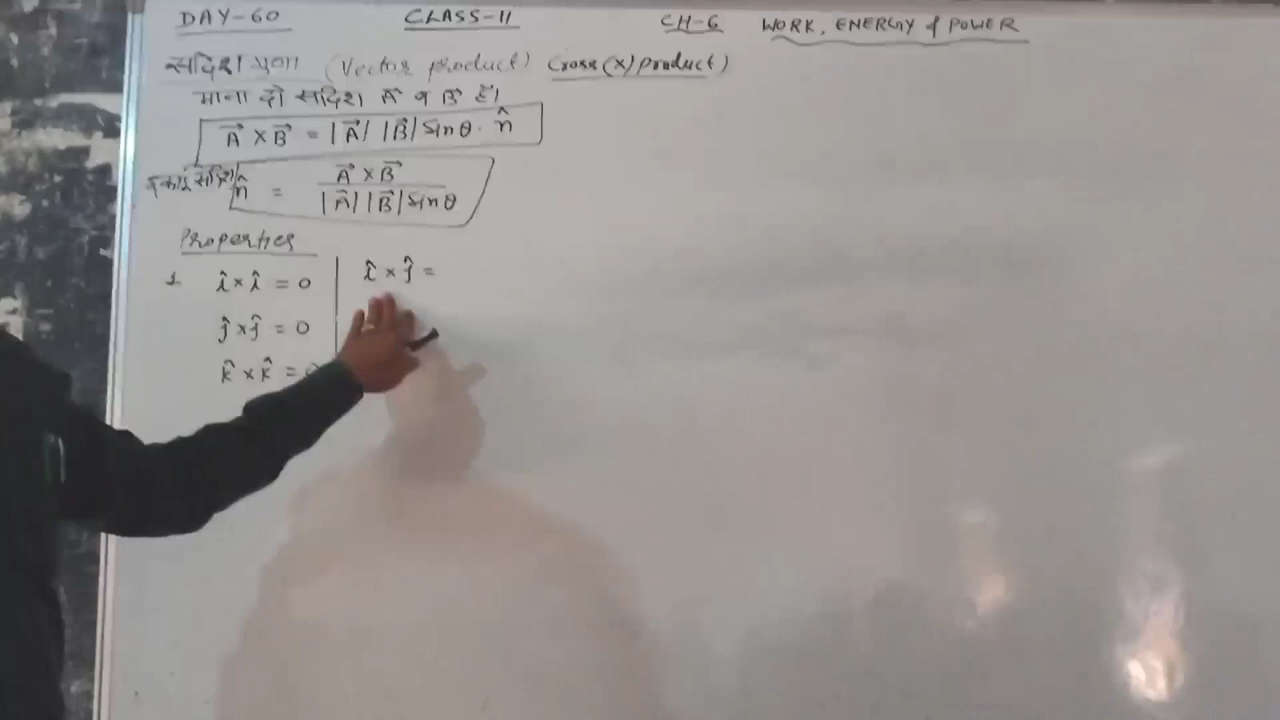 DAY-60 CLASS-11 CH-6 WORK, ENERGY & POWER
सदिश गुणा (Vector product) Cross(x) product)
माना दो सदिश A⃗ व B⃗ हैं।
A⃗ × B⃗ = |A⃗| |B⃗| Sinθ · n̂
इकाई सदिश n̂ = A⃗ × B⃗ / |A⃗| |B⃗| Sinθ
Properties
1 î × î = 0 î × ĵ =
ĵ × ĵ = 0
k̂ × k̂ = 0